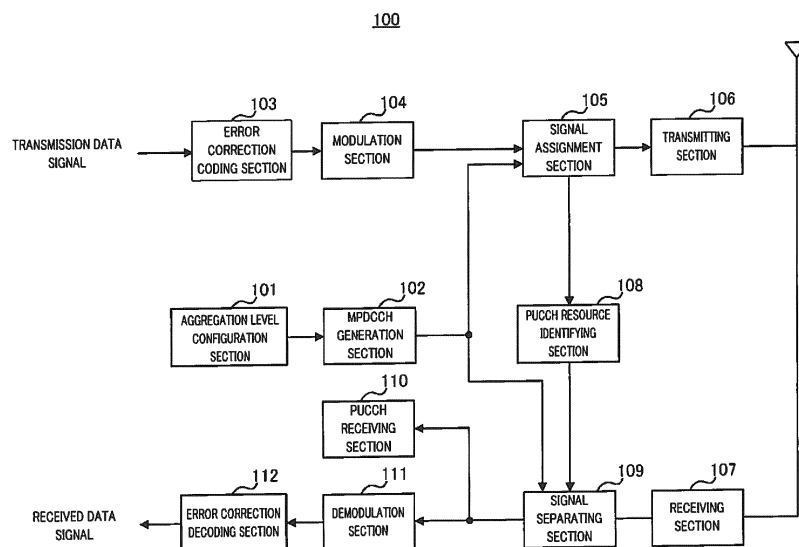 100
103
104
105
106
TRANSMISSION DATA
SIGNAL
ERROR
CORRECTION
CODING SECTION
MODULATION
SECTION
SIGNAL
ASSIGNMENT
SECTION
TRANSMITTING
SECTION
101
102
108
AGGREGATION LEVEL
CONFIGURATION
SECTION
MPDCCH
GENERATION
SECTION
PUCCH RESOURCE
IDENTIFYING
SECTION
110
PUCCH
RECEIVING
SECTION
112
111
109
107
RECEIVED DATA
SIGNAL
ERROR CORRECTION
DECODING SECTION
DEMODULATION
SECTION
SIGNAL
SEPARATING
SECTION
RECEIVING
SECTION